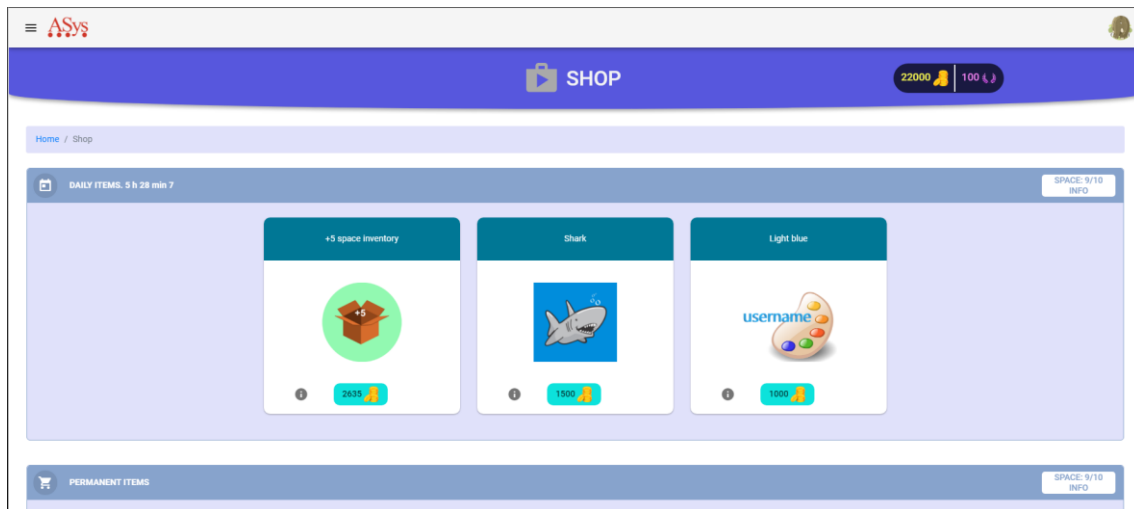 ASys
SHOP
22000 100
Home / Shop
DAILY ITEMS. 5 h 28 min 7
SPACE: 9/10
INFO
+5 space inventory
Shark
Light blue
+5
username
2635
1500
1000
PERMANENT ITEMS
SPACE: 9/10
INFO